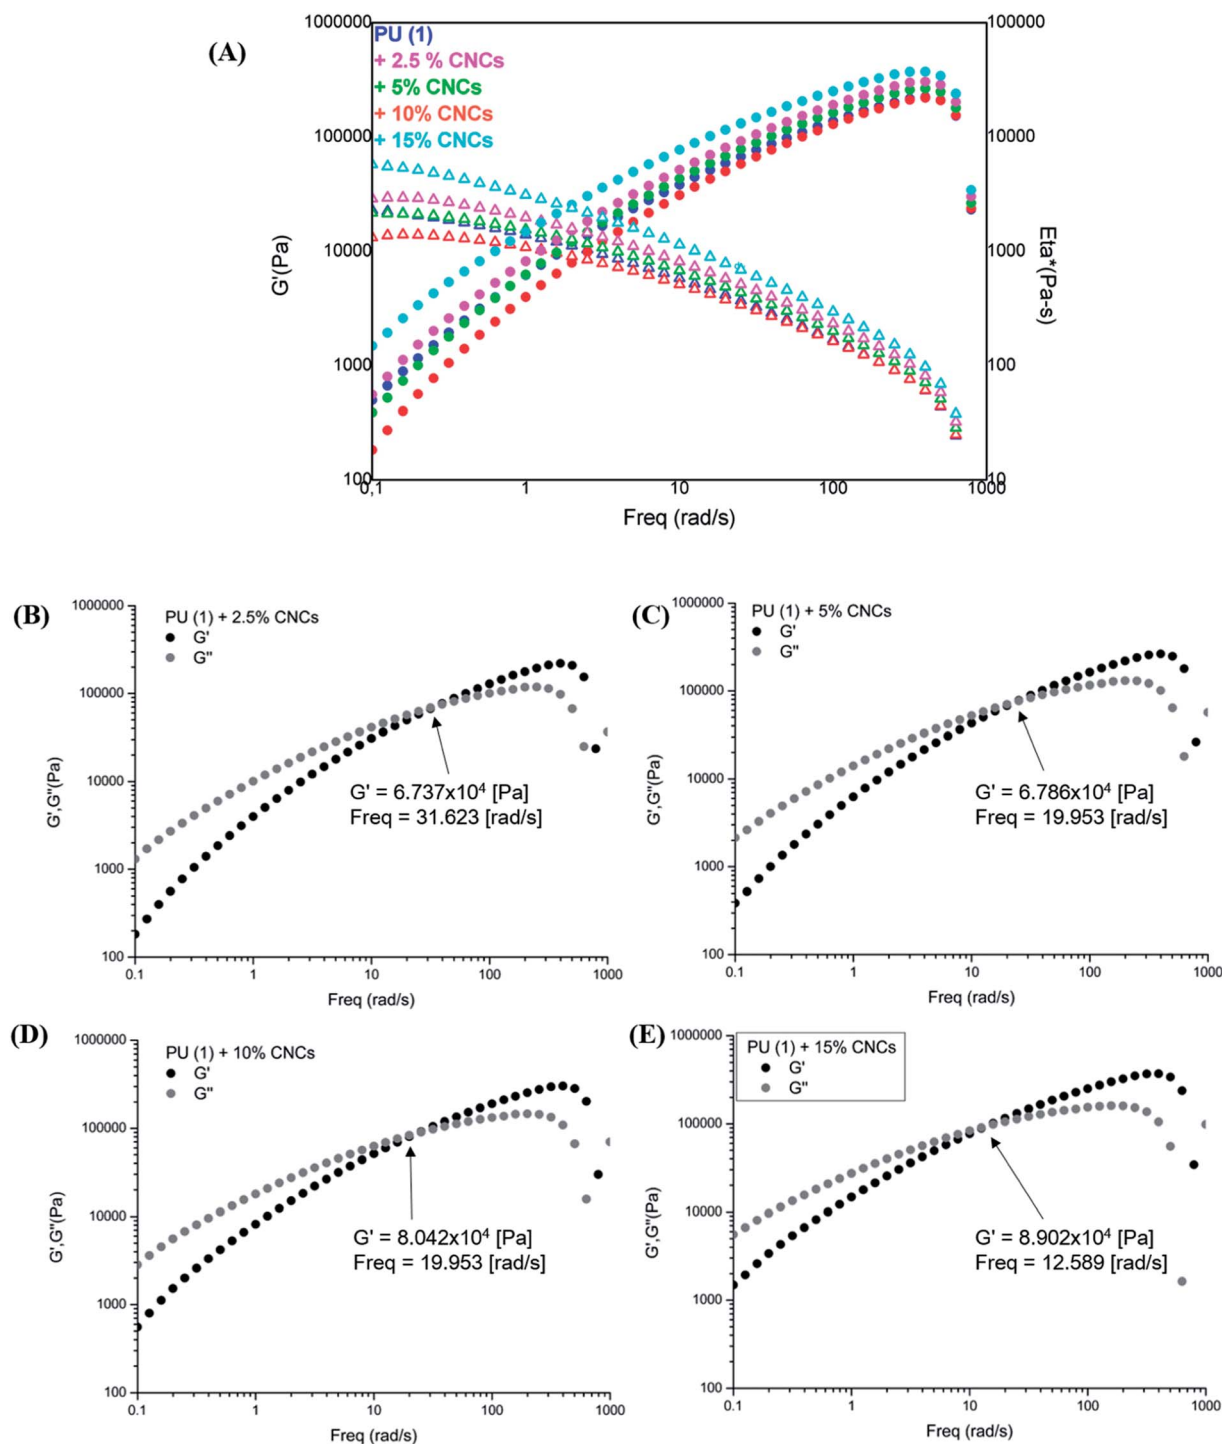 (A)
1000000
100000
10000
1000
100
G'(Pa)
PU (1)
+ 2.5 % CNCs
+ 5% CNCs
+ 10% CNCs
+ 15% CNCs
100000
10000
1000
100
10
Eta*(Pa-s)
0,1
1
10
100
1000
Freq (rad/s)
(B)
1000000
100000
10000
1000
100
G',G"(Pa)
PU (1) + 2.5% CNCs
G'
G"
G' = 6.737x10⁴ [Pa]
Freq = 31.623 [rad/s]
0.1
1
10
100
1000
Freq (rad/s)
(C)
1000000
100000
10000
1000
100
G',G"(Pa)
PU (1) + 5% CNCs
G'
G"
G' = 6.786x10⁴ [Pa]
Freq = 19.953 [rad/s]
0.1
1
10
100
1000
Freq (rad/s)
(D)
1000000
100000
10000
1000
100
G',G"(Pa)
PU (1) + 10% CNCs
G'
G"
G' = 8.042x10⁴ [Pa]
Freq = 19.953 [rad/s]
0.1
1
10
100
1000
Freq (rad/s)
(E)
1000000
100000
10000
1000
100
G',G"(Pa)
PU (1) + 15% CNCs
G'
G"
G' = 8.902x10⁴ [Pa]
Freq = 12.589 [rad/s]
0.1
1
10
100
1000
Freq (rad/s)